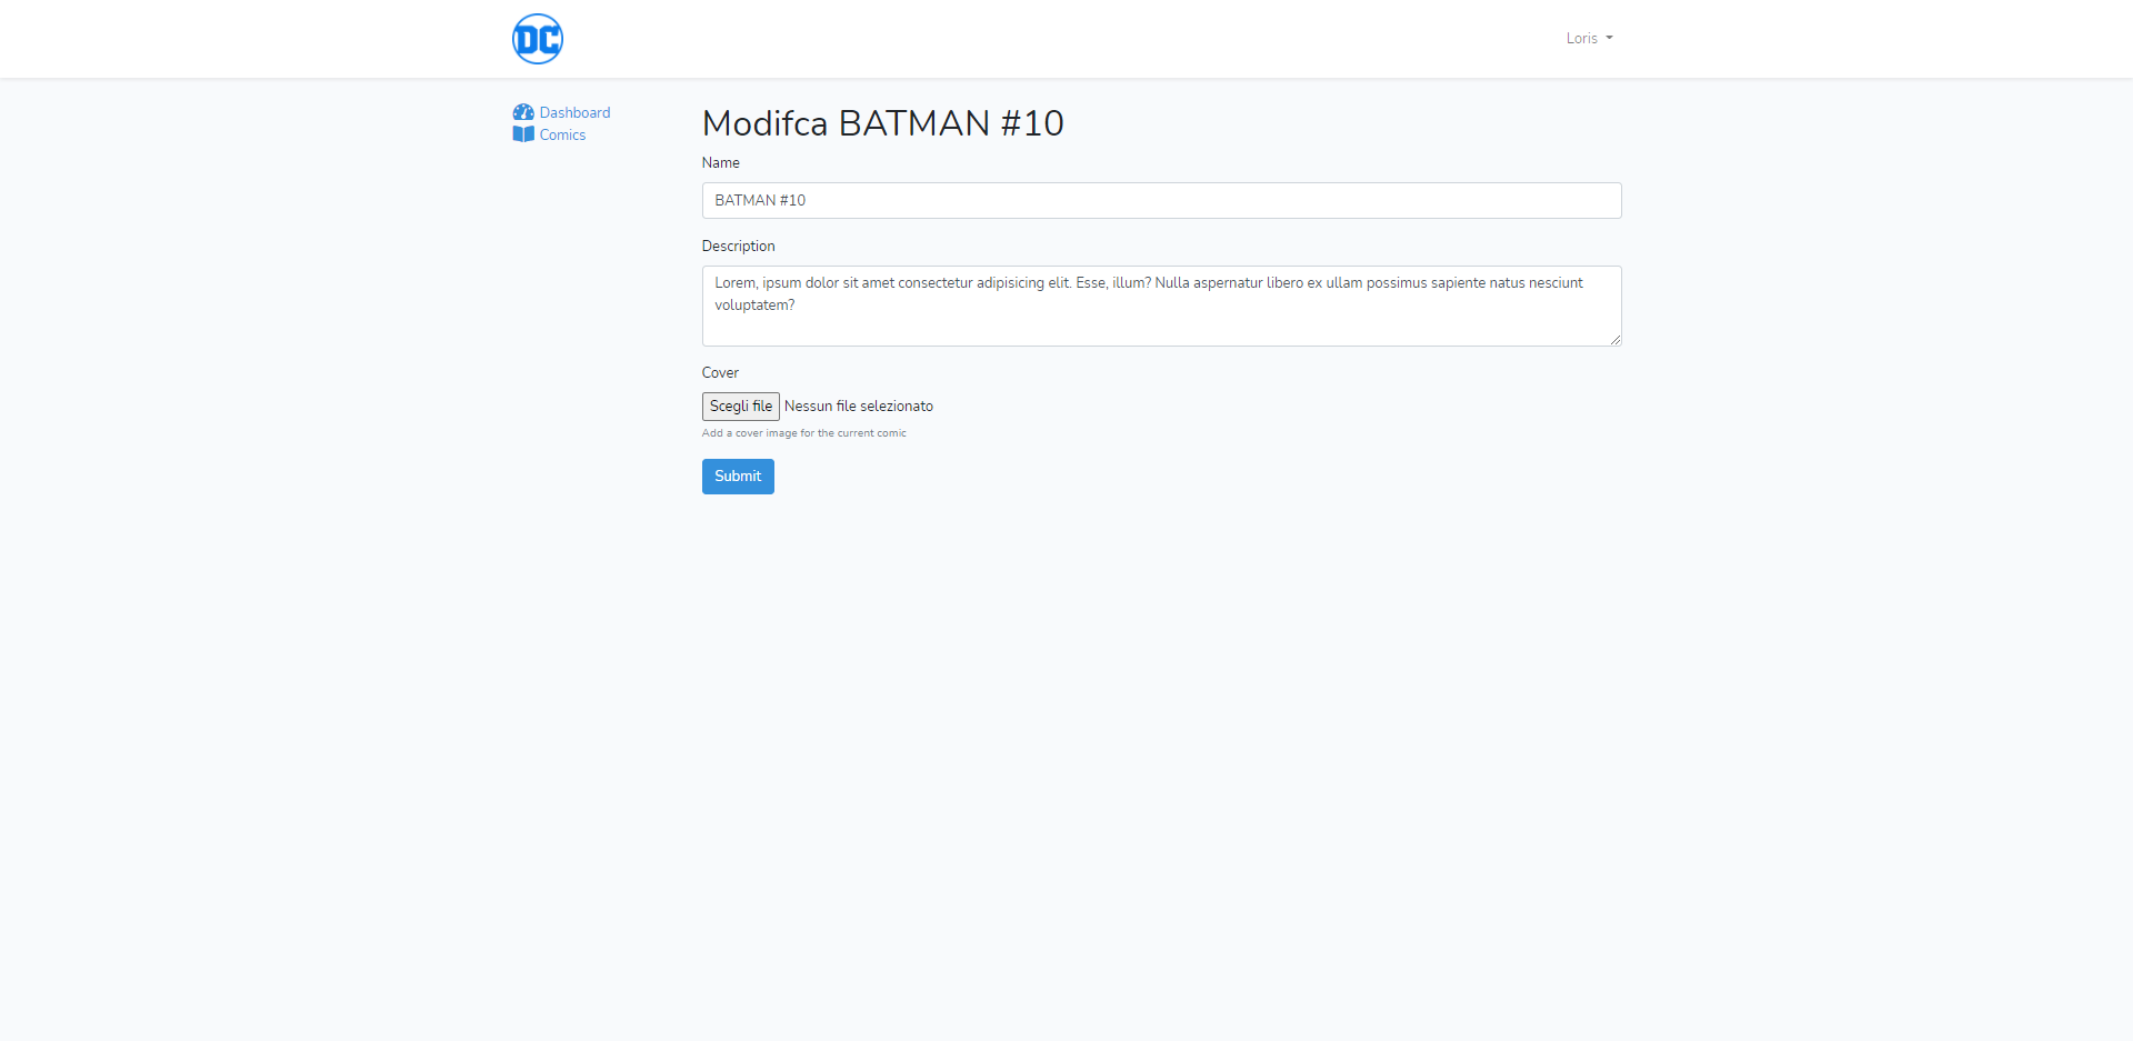 DC
Loris
Dashboard
Comics
Modifca BATMAN #10
Name
BATMAN #10
Description
Lorem, ipsum dolor sit amet consectetur adipisicing elit. Esse, illum? Nulla aspernatur libero ex ullam possimus sapiente natus nesciunt
voluptatem?
Cover
Scegli file Nessun file selezionato
Add a cover image for the current comic
Submit